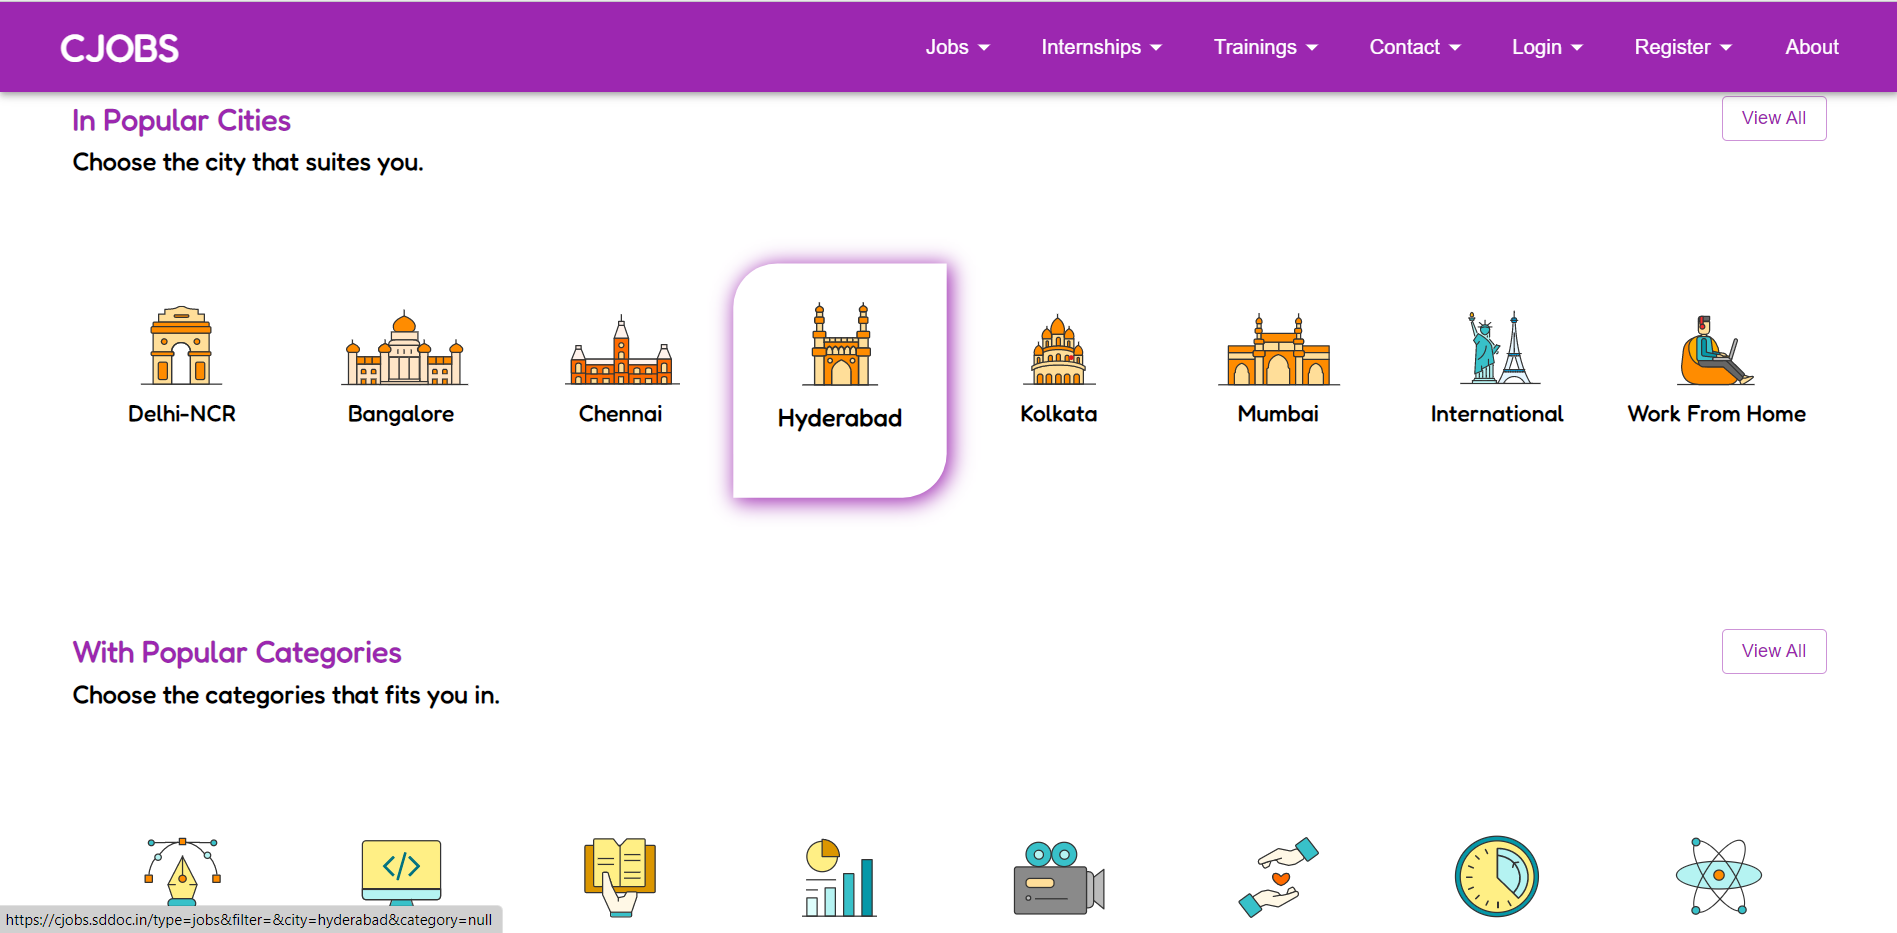 CJOBS
Jobs
Internships
Trainings
Contact
Login
Register
About
In Popular Cities
View All
Choose the city that suites you.
Delhi-NCR
Bangalore
Chennai
Hyderabad
Kolkata
Mumbai
International
Work From Home
With Popular Categories
View All
Choose the categories that fits you in.
</>
https://cjobs.sddoc.in/type=jobs&filter=&city=hyderabad&category=null